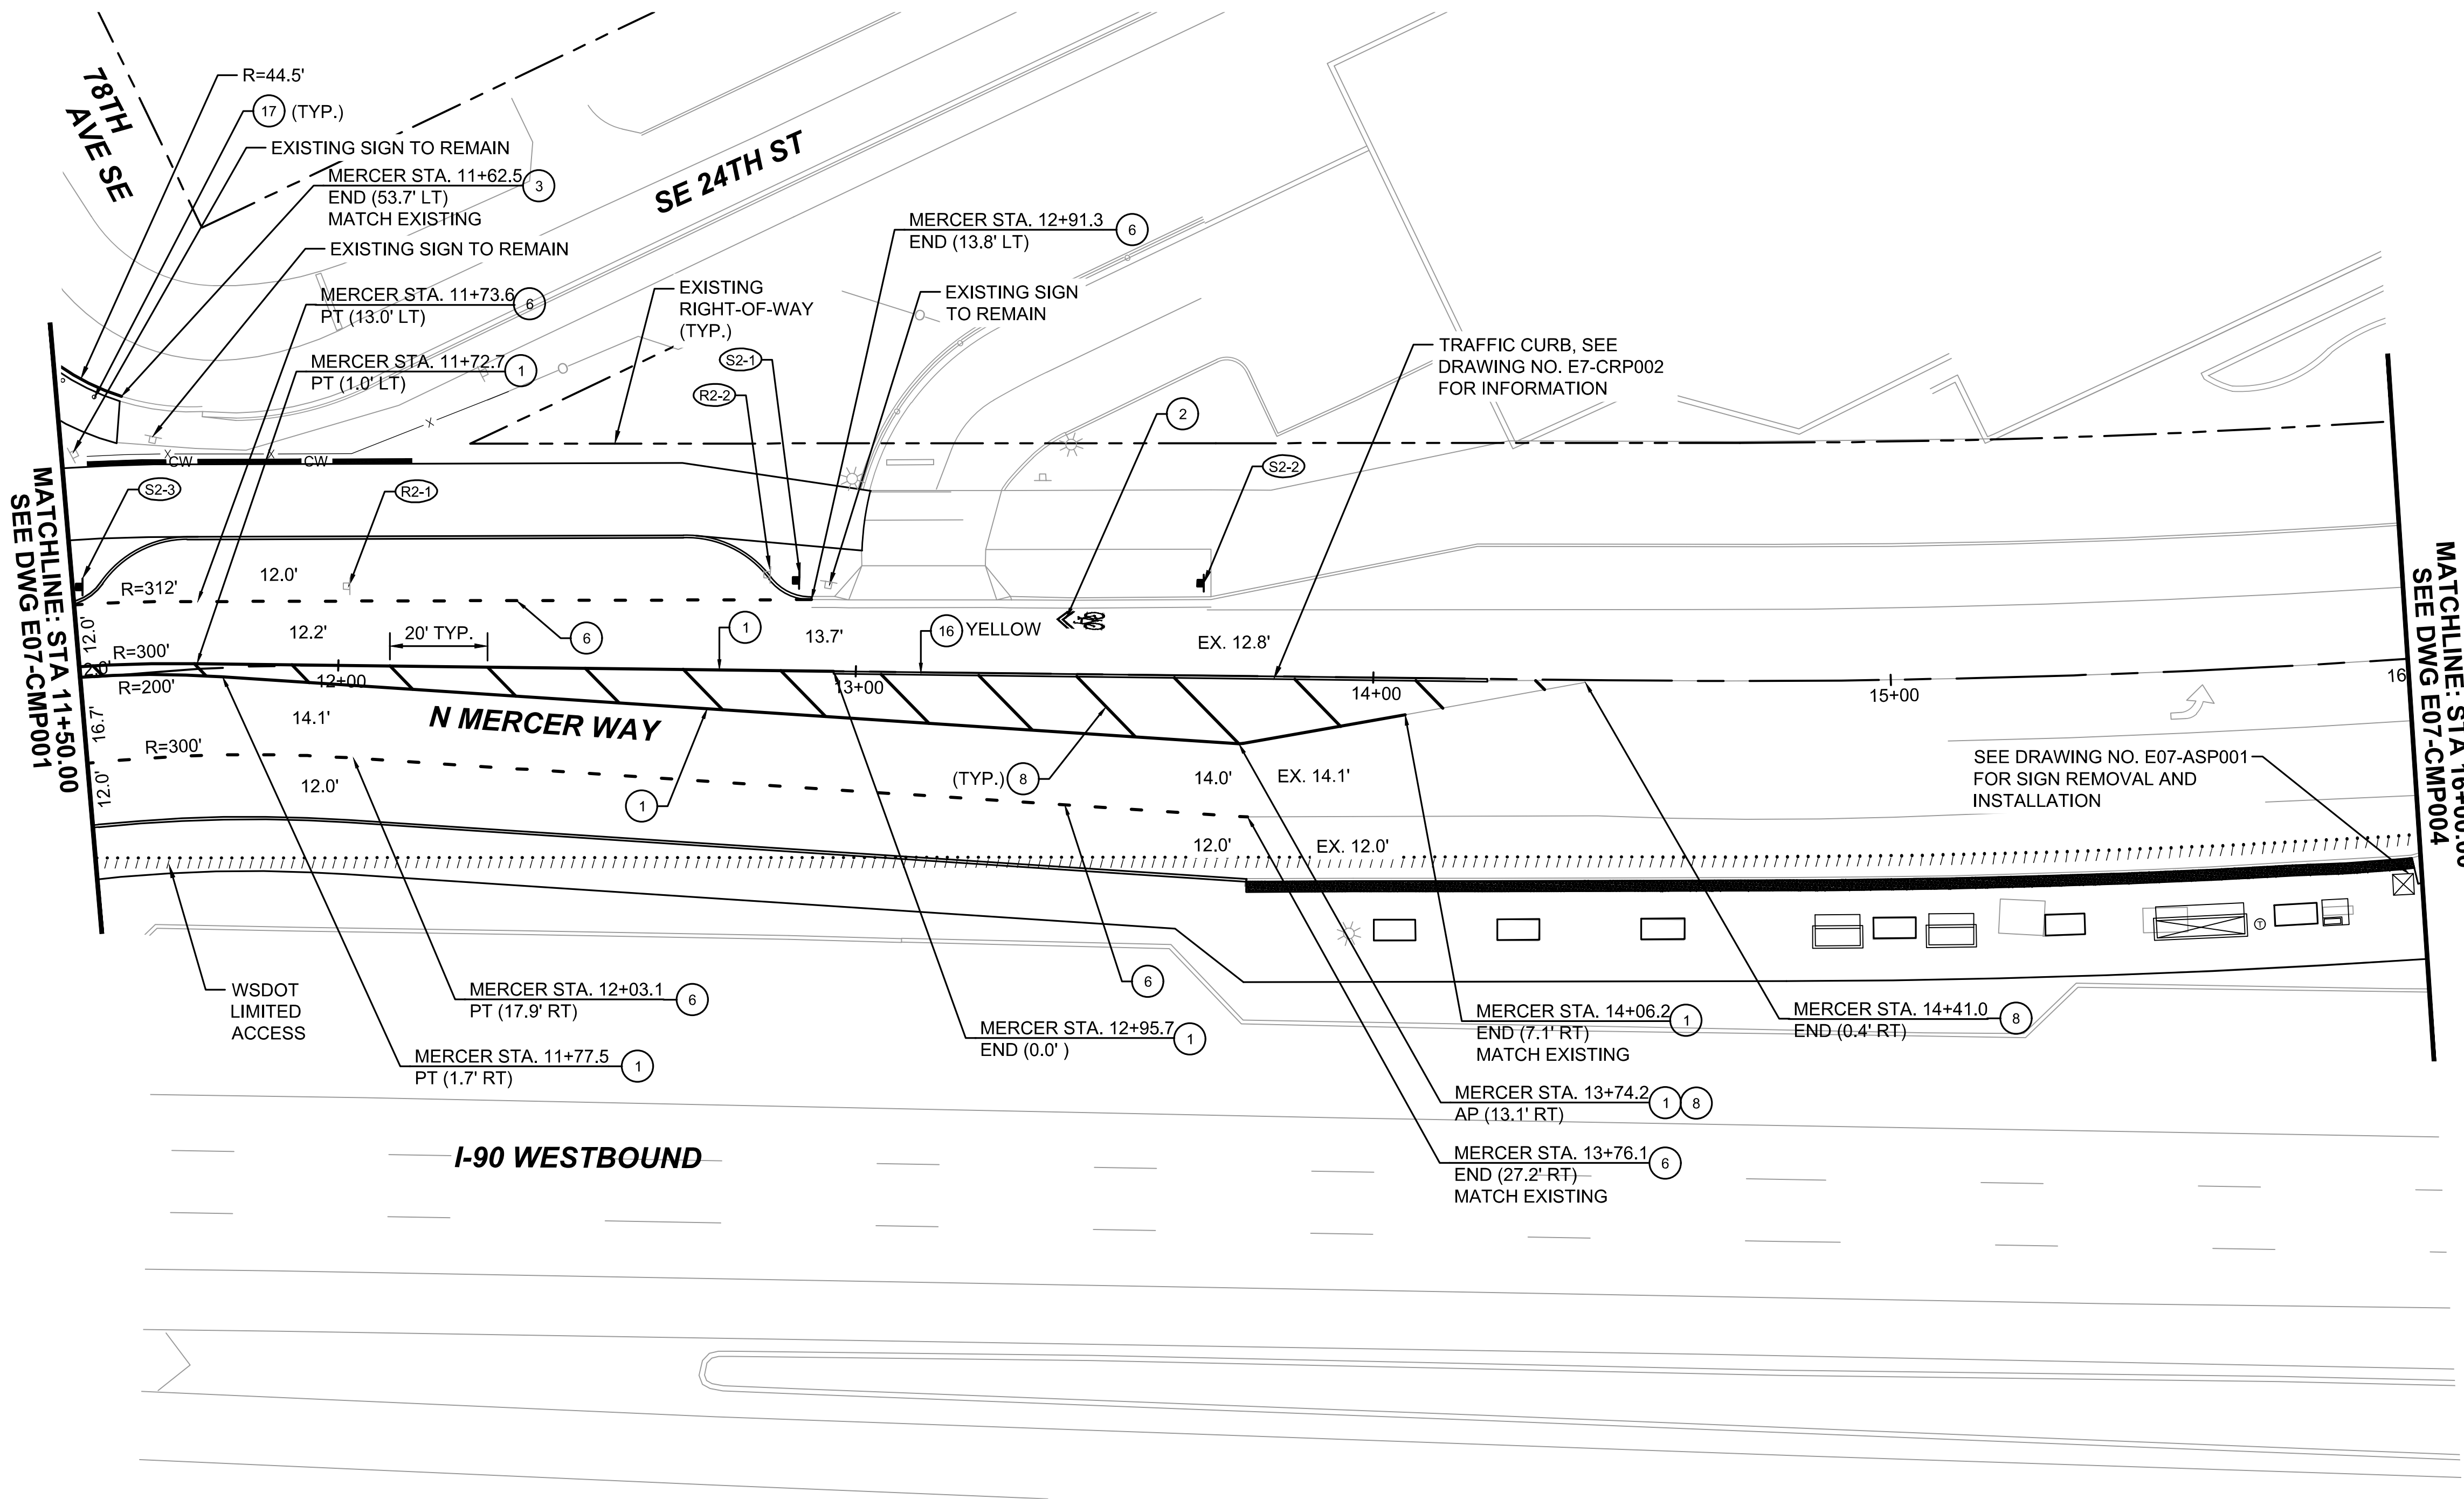 78TH
AVE SE
R=44.5'
17 (TYP.)
EXISTING SIGN TO REMAIN
MERCER STA. 11+62.5 3
END (53.7' LT)
MATCH EXISTING
EXISTING SIGN TO REMAIN
MERCER STA. 11+73.6 6
PT (13.0' LT)
MERCER STA. 11+72.7 1
PT (1.0' LT)
SE 24TH ST
EXISTING
RIGHT-OF-WAY
(TYP.)
MERCER STA. 12+91.3 6
END (13.8' LT)
EXISTING SIGN
TO REMAIN
S2-1
R2-2
TRAFFIC CURB, SEE
DRAWING NO. E7-CRP002
FOR INFORMATION
2
S2-2
X
X
X
CW
CW
S2-3
R2-1
MATCHLINE: STA 11+50.00
SEE DWG E07-CMP001
MATCHLINE: STA 16+00.00
SEE DWG E07-CMP004
R=312'
12.0'
12.0'
12.2'
20' TYP.
6
1
13.7'
16 YELLOW
EX. 12.8'
R=300'
2.0'
R=200'
12+00
13+00
14+00
15+00
16
16.7'
14.1'
N MERCER WAY
R=300'
12.0'
12.0'
1
(TYP.) 8
14.0'
EX. 14.1'
12.0'
EX. 12.0'
SEE DRAWING NO. E07-ASP001
FOR SIGN REMOVAL AND
INSTALLATION
T
WSDOT
LIMITED
ACCESS
MERCER STA. 12+03.1 6
PT (17.9' RT)
MERCER STA. 11+77.5 1
PT (1.7' RT)
6
MERCER STA. 12+95.7 1
END (0.0' )
MERCER STA. 14+06.2 1
END (7.1' RT)
MATCH EXISTING
MERCER STA. 14+41.0 8
END (0.4' RT)
MERCER STA. 13+74.2 1 8
AP (13.1' RT)
MERCER STA. 13+76.1 6
END (27.2' RT)
MATCH EXISTING
I-90 WESTBOUND